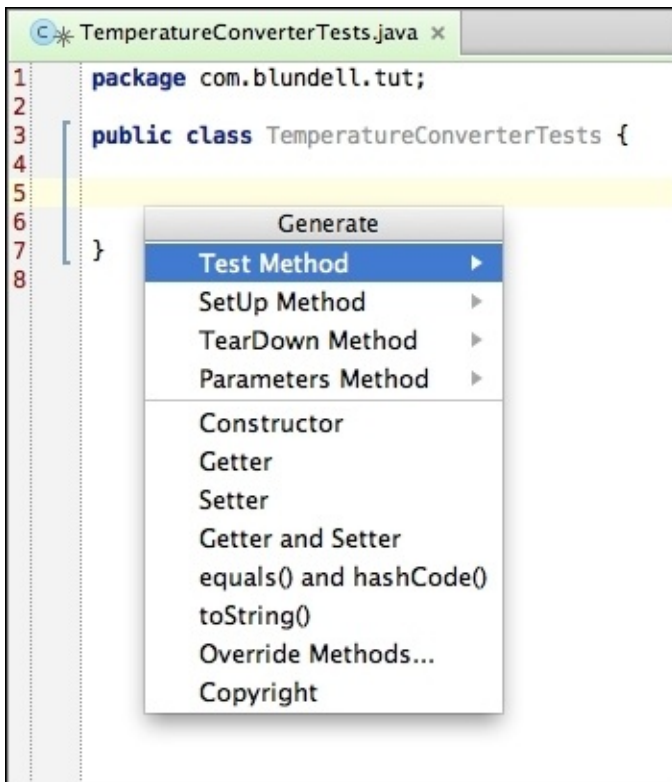 TemperatureConverterTests.java ×
1 package com.blundell.tut;
2
3 public class TemperatureConverterTests {
4
5
6
7 }
8
Generate
Test Method
SetUp Method
TearDown Method
Parameters Method
Constructor
Getter
Setter
Getter and Setter
equals() and hashCode()
toString()
Override Methods...
Copyright